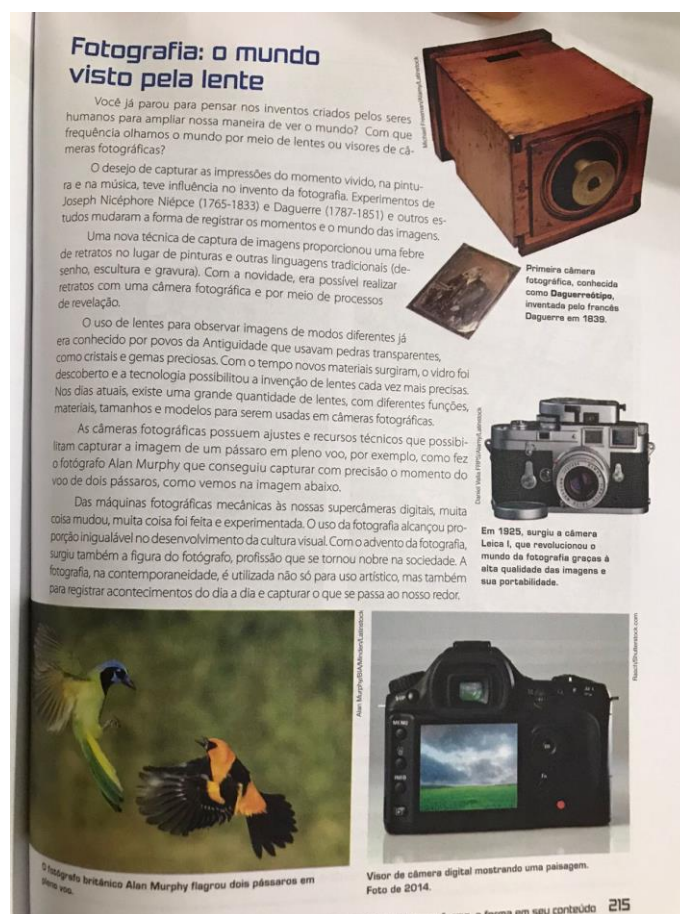 Fotografia: o mundo
visto pela lente
Você já parou para pensar nos inventos criados pelos seres
humanos para ampliar nossa maneira de ver o mundo? Com que
frequência olhamos o mundo por meio de lentes ou visores de câ-
meras fotográficas?
O desejo de capturar as impressões do momento vivido, na pintu-
ra e na música, teve influência no invento da fotografia. Experimentos de
Joseph Nicéphore Niépce (1765-1833) e Daguerre (1787-1851) e outros es-
tudos mudaram a forma de registrar os momentos e o mundo das imagens.
Uma nova técnica de captura de imagens proporcionou uma febre
de retratos no lugar de pinturas e outras linguagens tradicionais (de-
senho, escultura e gravura). Com a novidade, era possível realizar
retratos com uma câmera fotográfica e por meio de processos
de revelação.
O uso de lentes para observar imagens de modos diferentes já
era conhecido por povos da Antiguidade que usavam pedras transparentes,
como cristais e gemas preciosas. Com o tempo novos materiais surgiram, o vidro foi
descoberto e a tecnologia possibilitou a invenção de lentes cada vez mais precisas.
Nos dias atuais, existe uma grande quantidade de lentes, com diferentes funções,
materiais, tamanhos e modelos para serem usadas em câmeras fotográficas.
As câmeras fotográficas possuem ajustes e recursos técnicos que possibi-
litam capturar a imagem de um pássaro em pleno voo, por exemplo, como fez
o fotógrafo Alan Murphy que conseguiu capturar com precisão o momento do
voo de dois pássaros, como vemos na imagem abaixo.
Das máquinas fotográficas mecânicas às nossas supercâmeras digitais, muita
coisa mudou, muita coisa foi feita e experimentada. O uso da fotografia alcançou pro-
porção inigualável no desenvolvimento da cultura visual. Com o advento da fotografia,
surgiu também a figura do fotógrafo, profissão que se tornou nobre na sociedade. A
fotografia, na contemporaneidade, é utilizada não só para uso artístico, mas também
para registrar acontecimentos do dia a dia e capturar o que se passa ao nosso redor.
Primeira câmera
fotográfica, conhecida
como Daguerreótipo,
inventada pelo francês
Daguerre em 1839.
Em 1925, surgiu a câmera
Leica I, que revolucionou o
mundo da fotografia graças à
alta qualidade das imagens e
sua portabilidade.
Alan Murphy/BIA/Minden/Latinstock
Rasch/Shutterstock.com
O fotógrafo britânico Alan Murphy flagrou dois pássaros em
pleno voo.
Visor de câmera digital mostrando uma paisagem.
Foto de 2014.
a forma em seu conteúdo 215